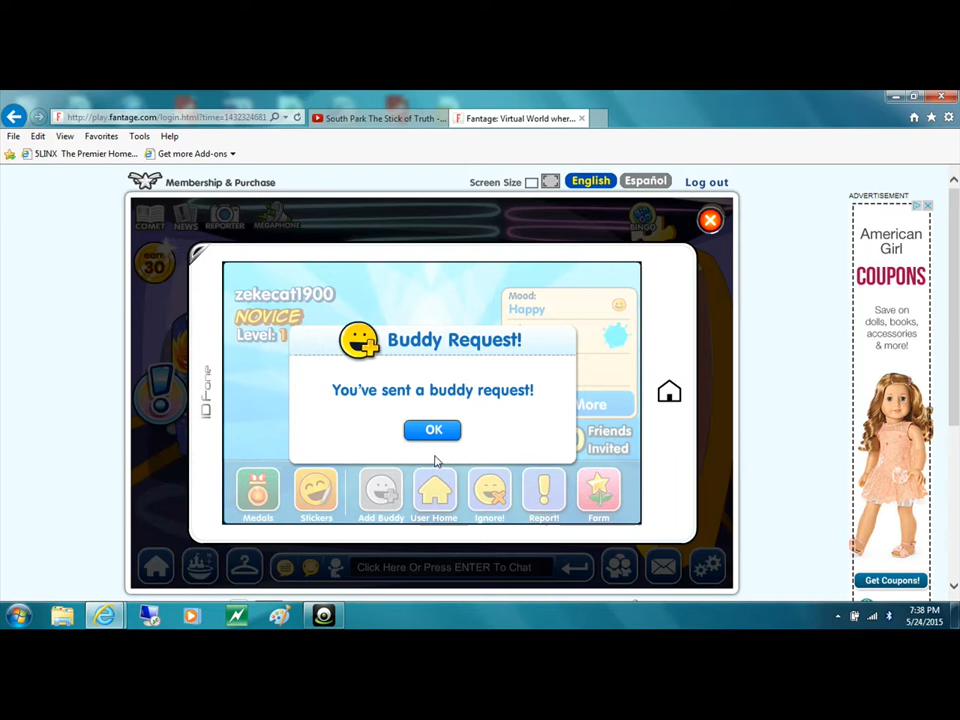 http://play.fantage.com/login.html?time=1432324681
South Park The Stick of Truth -...
Fantage: Virtual World wher...
File Edit View Favorites Tools Help
5LINX The Premier Home...
Get more Add-ons
Membership & Purchase
Screen Size
English
Español
Log out
ADVERTISEMENT
COMET
NEWS
REPORTER
MEGAPHONE
BINGO
earn
30
American
Girl
COUPONS
Save on
dolls, books,
accessories
& more!
Get Coupons!
iDFone
zekecat1900
NOVICE
Level: 1
Mood:
Happy
Buddy Request!
You've sent a buddy request!
OK
More
Friends
Invited
Medals
Stickers
Add Buddy
User Home
Ignore!
Report!
Farm
Click Here Or Press ENTER To Chat
7:38 PM
5/24/2015